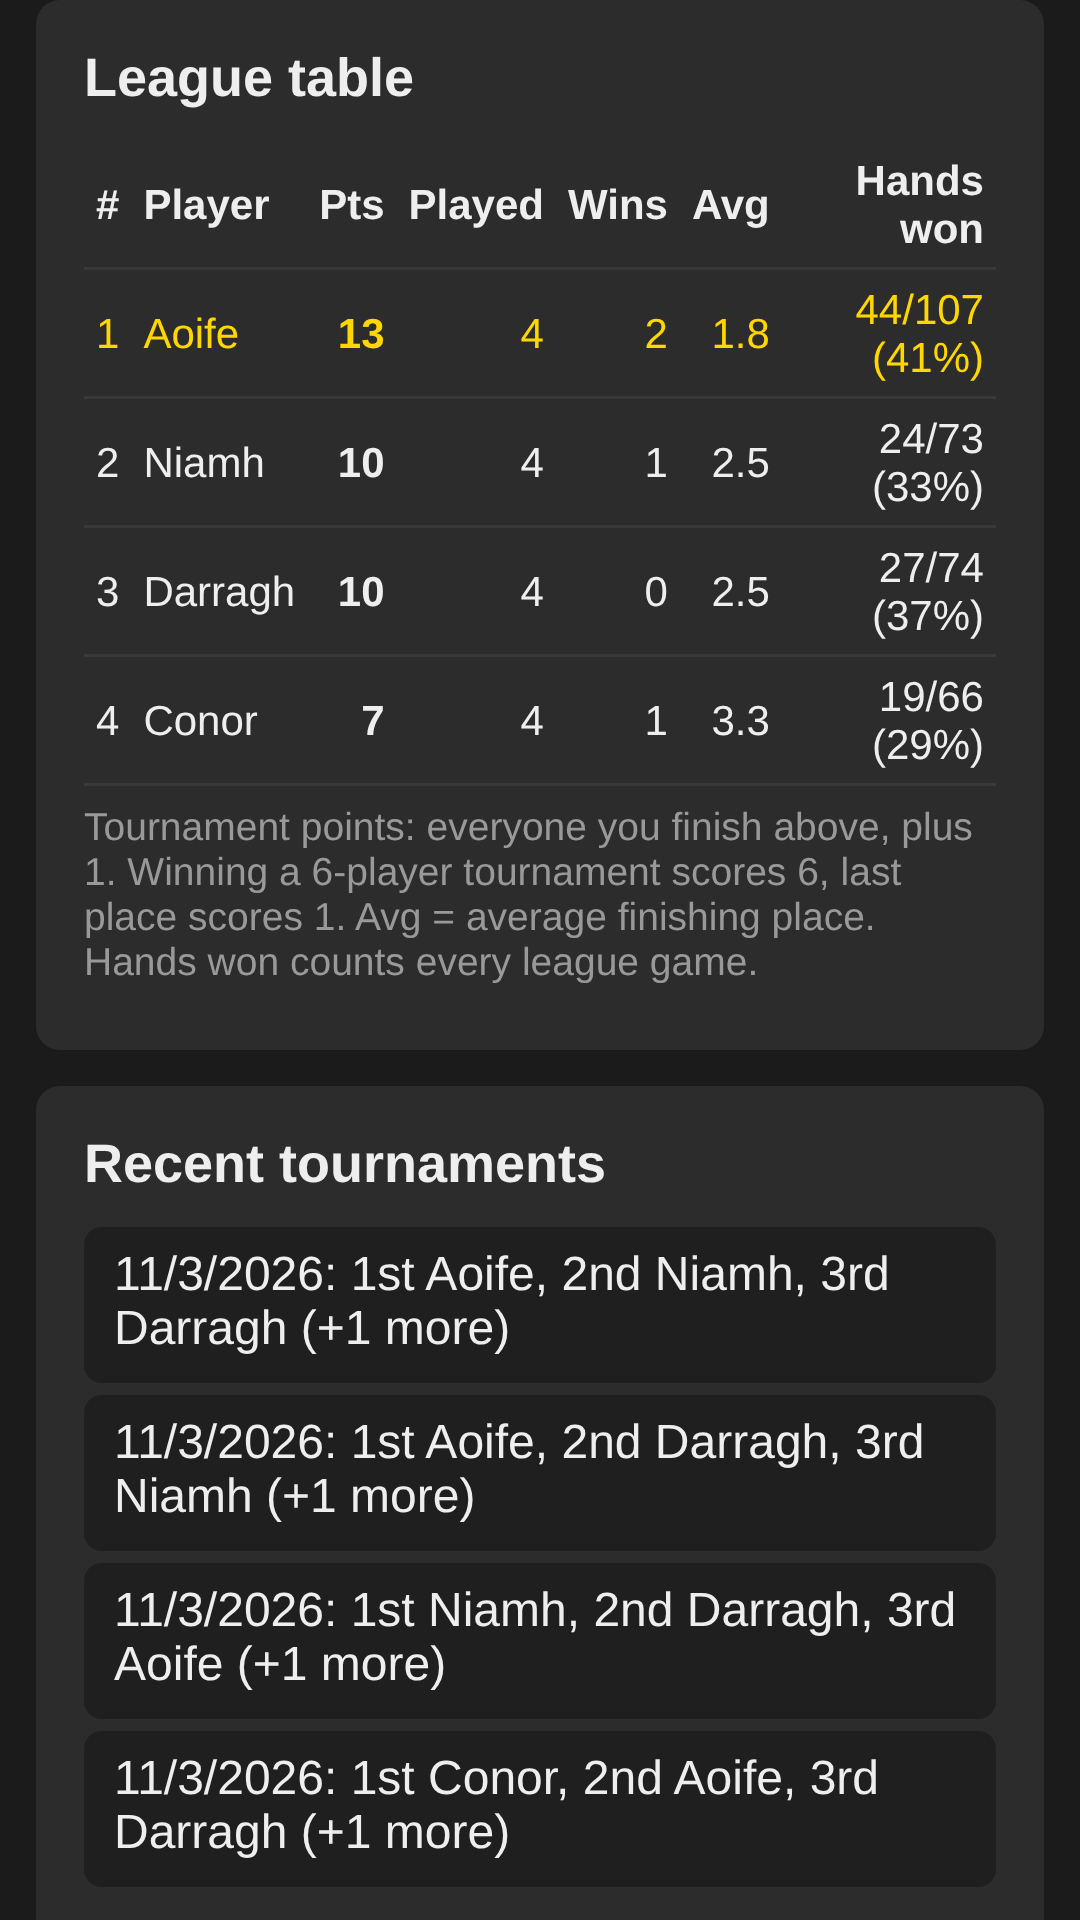 League table
# Player Pts Played Wins Avg Hands won
1 Aoife 13 4 2 1.8 44/107 (41%)
2 Niamh 10 4 1 2.5 24/73 (33%)
3 Darragh 10 4 0 2.5 27/74 (37%)
4 Conor 7 4 1 3.3 19/66 (29%)
Tournament points: everyone you finish above, plus
1. Winning a 6-player tournament scores 6, last
place scores 1. Avg = average finishing place.
Hands won counts every league game.
Recent tournaments
11/3/2026: 1st Aoife, 2nd Niamh, 3rd
Darragh (+1 more)
11/3/2026: 1st Aoife, 2nd Darragh, 3rd
Niamh (+1 more)
11/3/2026: 1st Niamh, 2nd Darragh, 3rd
Aoife (+1 more)
11/3/2026: 1st Conor, 2nd Aoife, 3rd
Darragh (+1 more)